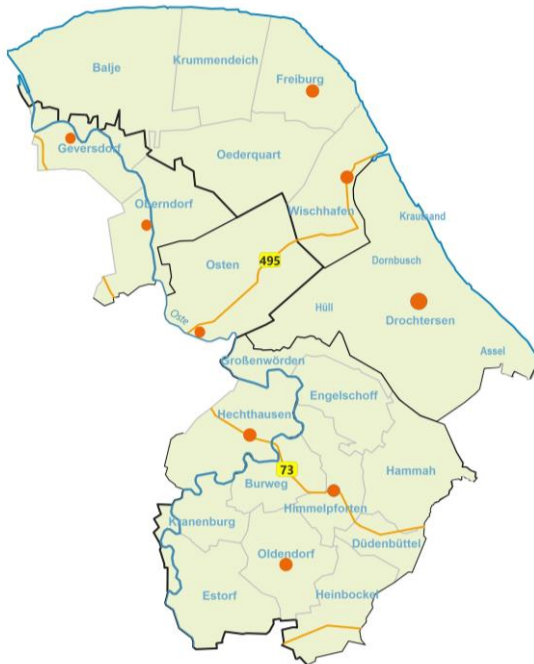 Krummendeich
Balje
Freiburg
Geversdorf
Oederquart
Oberndorf
Wischhafen
Krautsand
Dornbusch
Osten
495
Oste
Hüll
Drochtersen
Assel
Großenwörden
Engelschoff
Hechthausen
73
Hammah
Burweg
Himmelpforten
Kranenburg
Düdenbüttel
Oldendorf
Estorf
Heinbockel